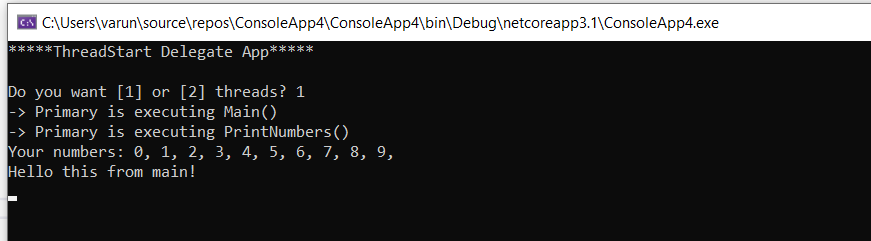 C:\Users\varun\source\repos\ConsoleApp4\ConsoleApp4\bin\Debug\netcoreapp3.1\ConsoleApp4.exe
*****ThreadStart Delegate App*****
Do you want [1] or [2] threads? 1
-> Primary is executing Main()
-> Primary is executing PrintNumbers()
Your numbers: 0, 1, 2, 3, 4, 5, 6, 7, 8, 9,
Hello this from main!